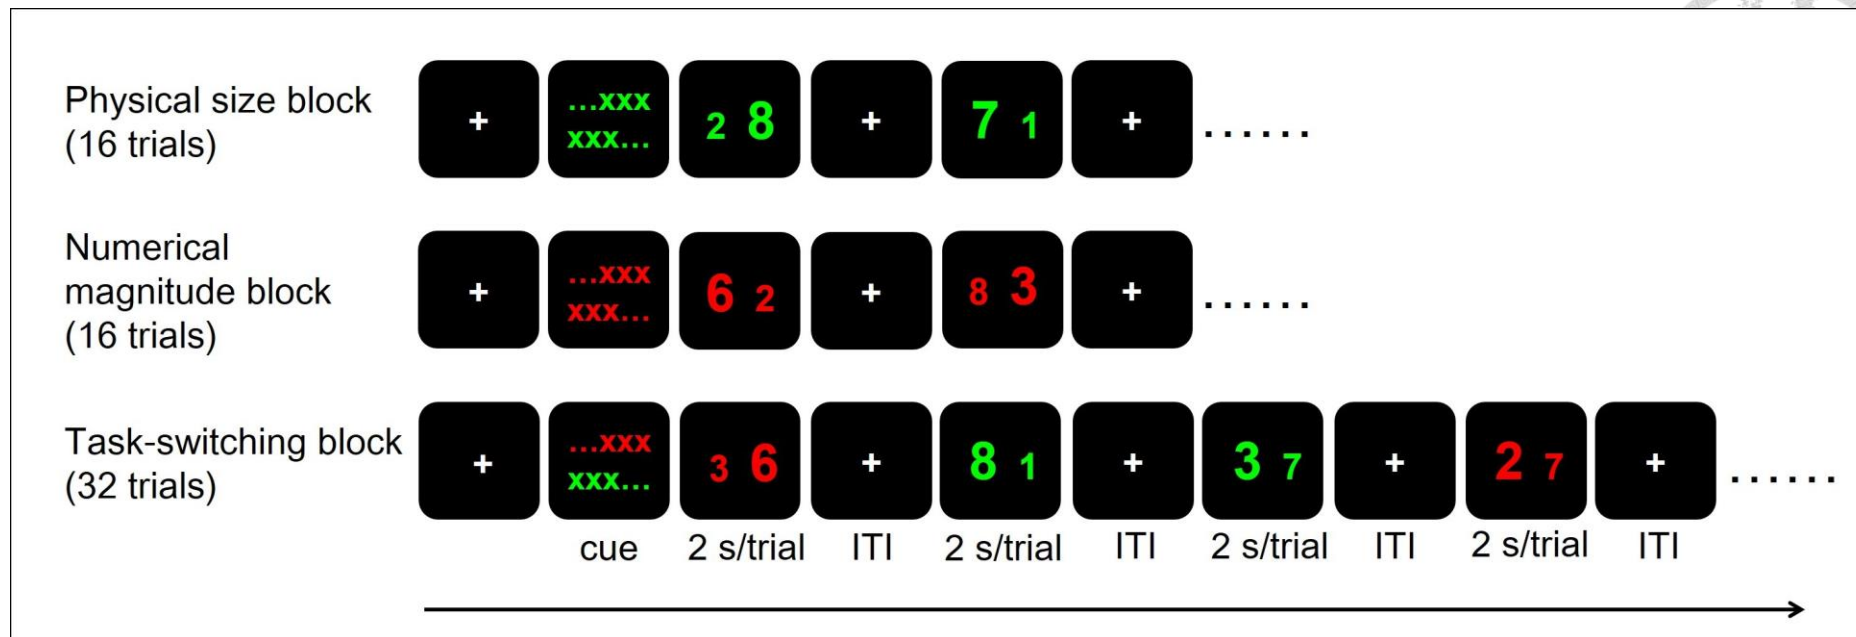 Physical size block
(16 trials)
+
...xxx
xxx...
2 8
+
7 1
+
......
Numerical
magnitude block
(16 trials)
+
...xxx
xxx...
6 2
+
8 3
+
......
Task-switching block
(32 trials)
+
...xxx
xxx...
3 6
+
8 1
+
3 7
+
2 7
+
......
cue 2 s/trial ITI 2 s/trial ITI 2 s/trial ITI 2 s/trial ITI